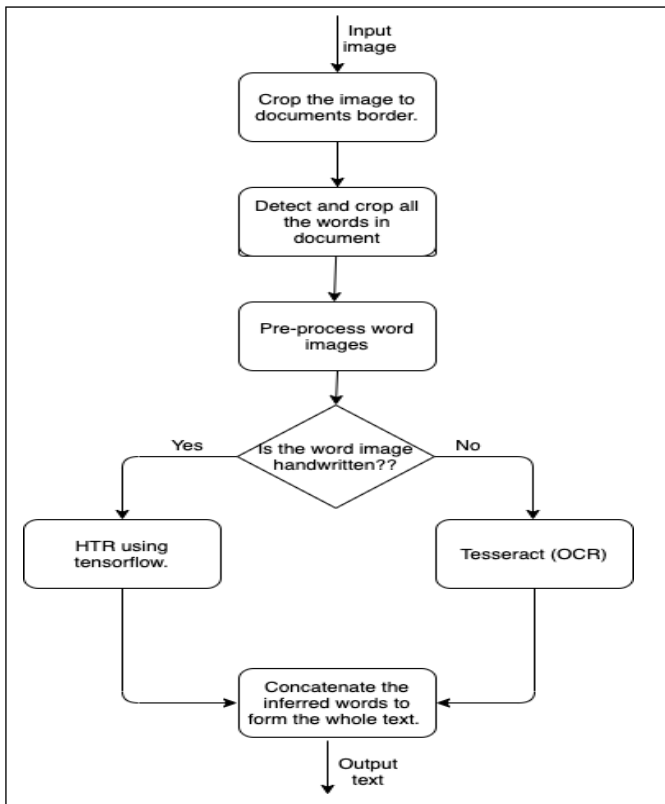 Input
image
Crop the image to
documents border.
Detect and crop all
the words in
document
Pre-process word
images
Is the word image
handwritten??
Yes
No
HTR using
tensorflow.
Tesseract (OCR)
Concatenate the
inferred words to
form the whole text.
Output
text